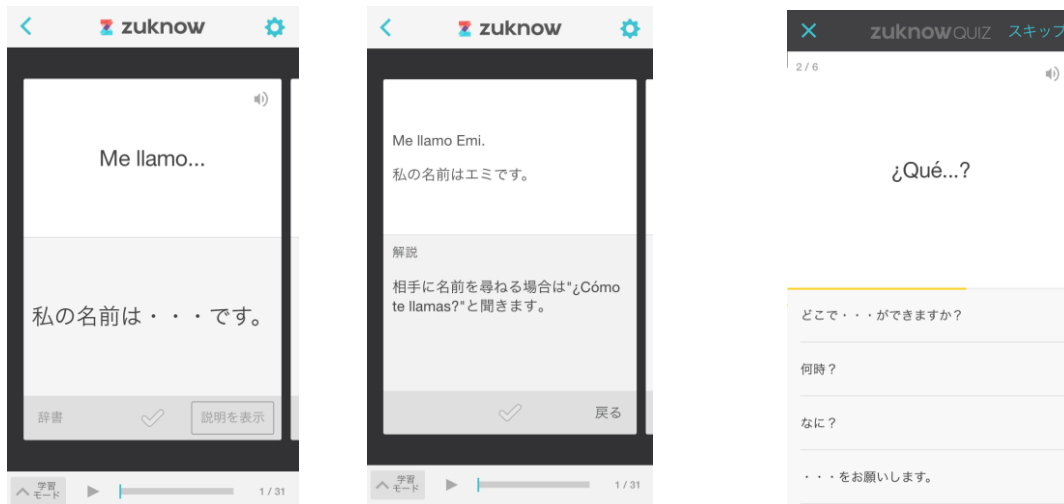 zuknow
Me llamo...
私の名前は・・・です。
辞書
説明を表示
学習
モード
1 / 31
zuknow
Me llamo Emi.
私の名前はエミです。
解説
相手に名前を尋ねる場合は"¿Cómo
te llamas?"と聞きます。
戻る
学習
モード
1 / 31
zuknow QUIZ スキップ
2 / 6
¿Qué...?
どこで・・・ができますか？
何時？
なに？
・・・をお願いします。